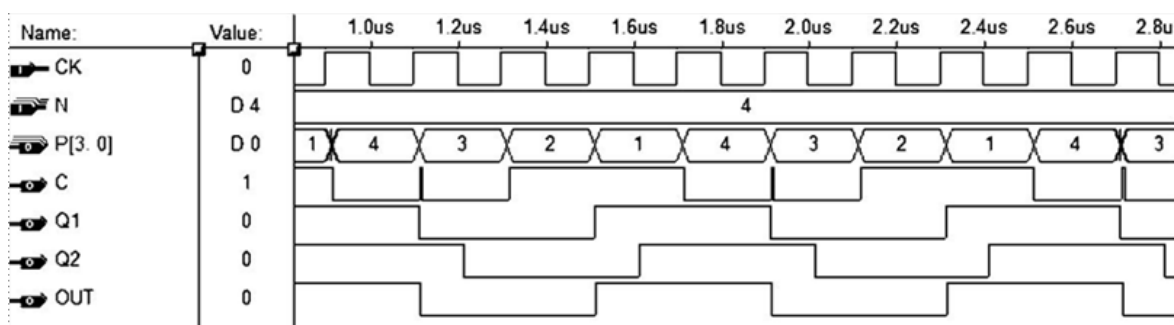 Name: Value: 1.0us 1.2us 1.4us 1.6us 1.8us 2.0us 2.2us 2.4us 2.6us 2.8u
CK 0
N D 4 4
P[3. 0] D 0 1 4 3 2 1 4 3 2 1 4 3
C 1
Q1 0
Q2 0
OUT 0